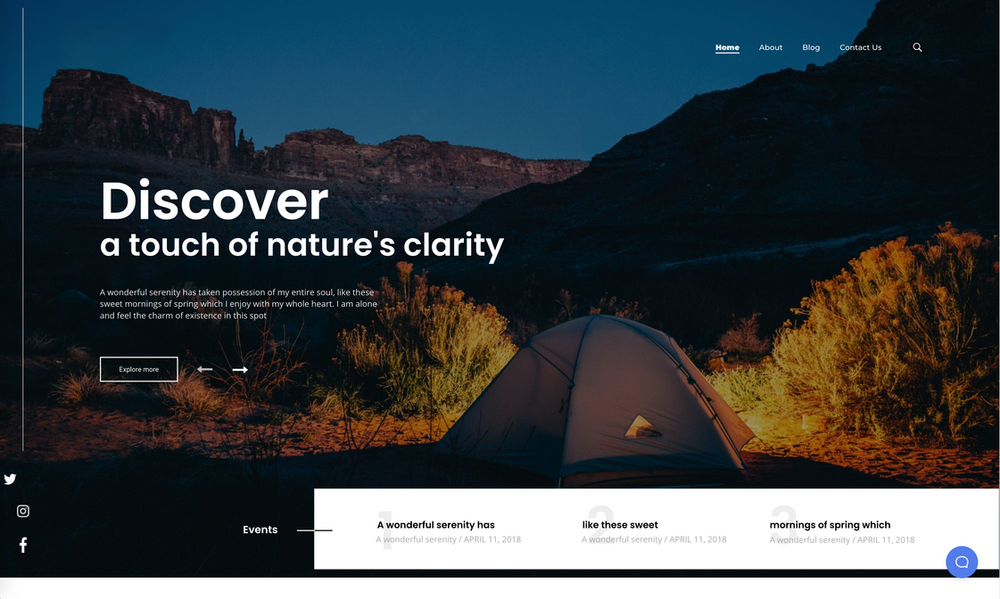 Home About Blog Contact Us
Discover
a touch of nature's clarity
A wonderful serenity has taken possession of my entire soul, like these
sweet mornings of spring which I enjoy with my whole heart. I am alone
and feel the charm of existence in this spot
Explore more
Events
1
A wonderful serenity has
A wonderful serenity / APRIL 11, 2018
2
like these sweet
A wonderful serenity / APRIL 11, 2018
3
mornings of spring which
A wonderful serenity / APRIL 11, 2018